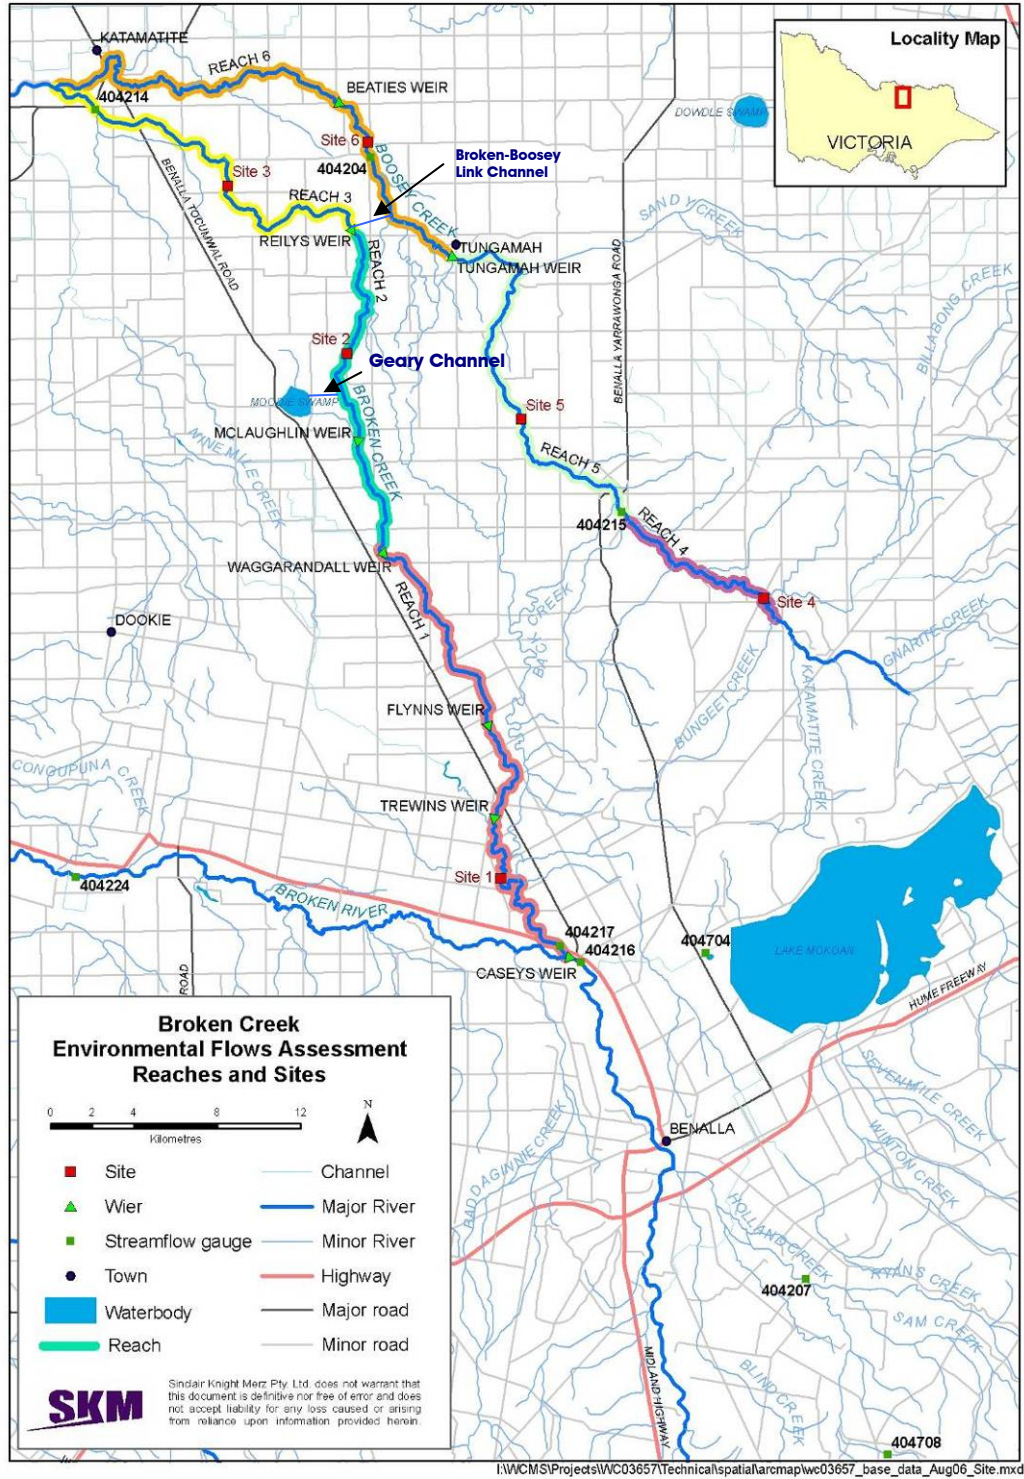 KATAMATITE
REACH 6
BEATIES WEIR
404214
Locality Map
VICTORIA
DOWDLE SWAMP
Site 6
404204
BOOSEY CREEK
Broken-Boosey
Link Channel
Site 3
REACH 3
BENALLA TOCUMWAL ROAD
REILYS WEIR
REACH 2
TUNGAMAH
TUNGAMAH WEIR
SANDY CREEK
BENALLA YARRAWONGA ROAD
BILLABONG CREEK
Site 2
Geary Channel
MOODIE SWAMP
BROKEN CREEK
MCLAUGHLIN WEIR
NINE MILE CREEK
Site 5
REACH 5
404215
REACH 4
WAGGARANDALL WEIR
REACH 1
Site 4
DOOKIE
BACK CREEK
GNARITE CREEK
BUNGEET CREEK
KATAMATITE CREEK
FLYNNS WEIR
CONGUPUNA CREEK
TREWINS WEIR
Site 1
404224
BROKEN RIVER
404217
404216
CASEYS WEIR
404704
LAKE MOKOAN
HUME FREEWAY
ROAD
Broken Creek
Environmental Flows Assessment
Reaches and Sites
0 2 4 8 12
Kilometres
N
Site
Channel
Wier
Major River
Streamflow gauge
Minor River
Town
Highway
Waterbody
Major road
Reach
Minor road
SKM
Sinclair Knight Merz Pty. Ltd. does not warrant that
this document is definitive nor free of error and does
not accept liability for any loss caused or arising
from reliance upon information provided herein.
BENALLA
BADDAGINNIE CREEK
SEVEN MILE CREEK
WINTON CREEK
HOLLAND CREEK
RYANS CREEK
404207
SAM CREEK
MIDLAND HIGHWAY
BLIND CREEK
404708
I:\WCMS\Projects\WC03657\Technical\spatial\arcmap\wc03657_base_data_Aug06_Site.mxd